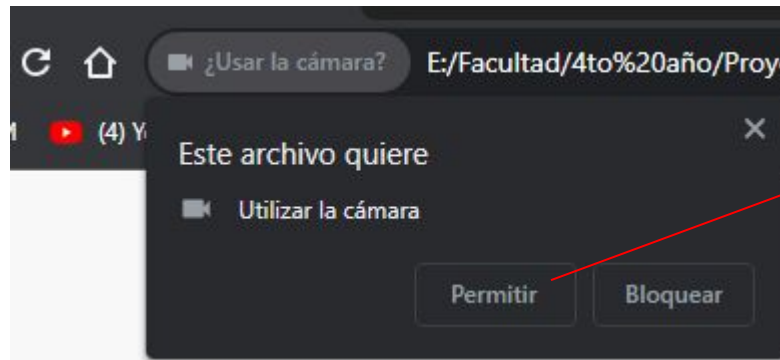 ¿Usar la cámara? E:/Facultad/4to%20año/Proy
(4) Y
Este archivo quiere
Utilizar la cámara
Permitir Bloquear